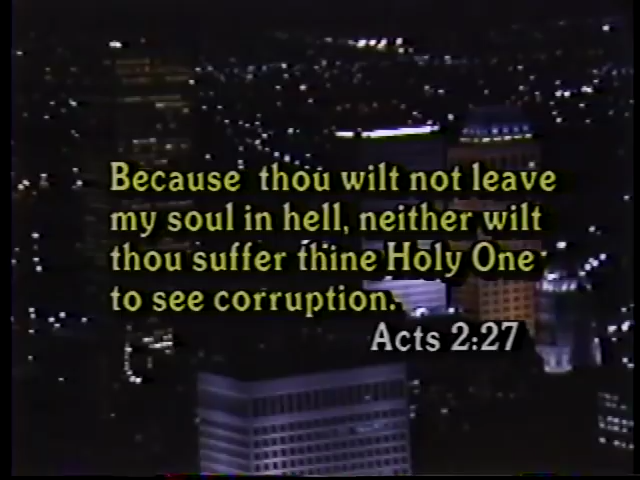 Because thou wilt not leave
my soul in hell, neither wilt
thou suffer thine Holy One
to see corruption.
Acts 2:27